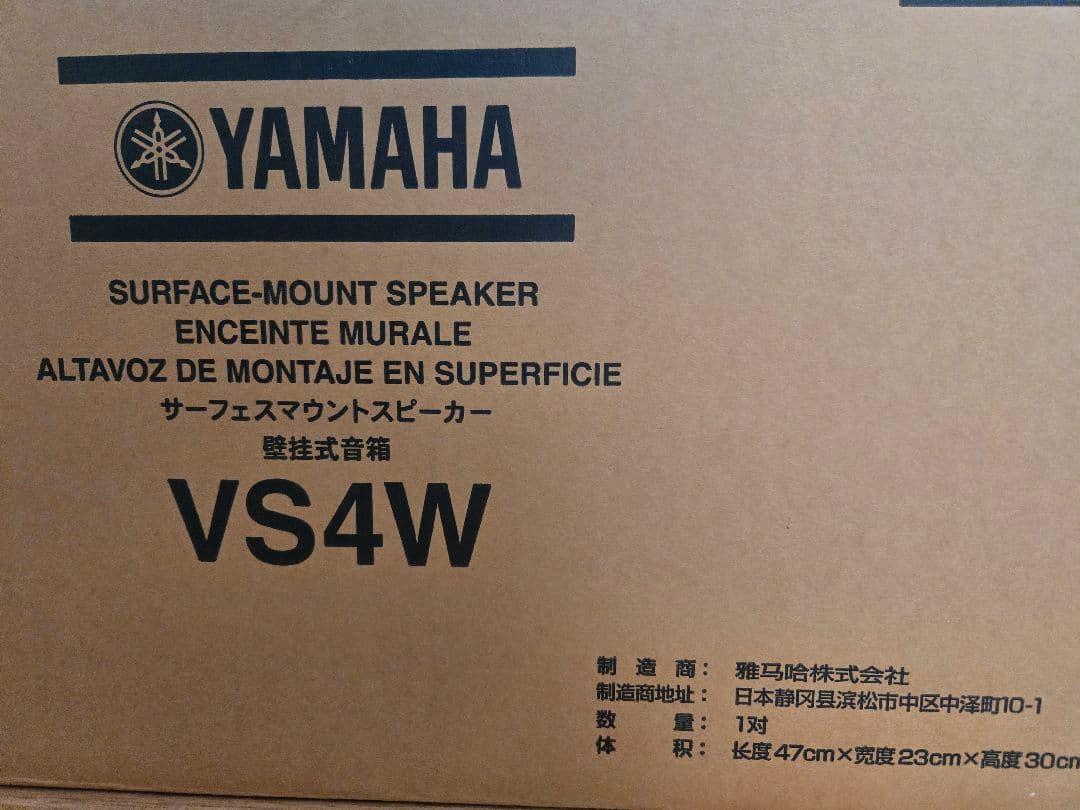 YAMAHA
SURFACE-MOUNT SPEAKER
ENCEINTE MURALE
ALTAVOZ DE MONTAJE EN SUPERFICIE
サーフェスマウントスピーカー
壁挂式音箱
VS4W
制 造 商： 雅马哈株式会社
制造商地址： 日本静冈县滨松市中区中泽町10-1
数 量： 1对
体 积： 长度47cm×宽度23cm×高度30cm